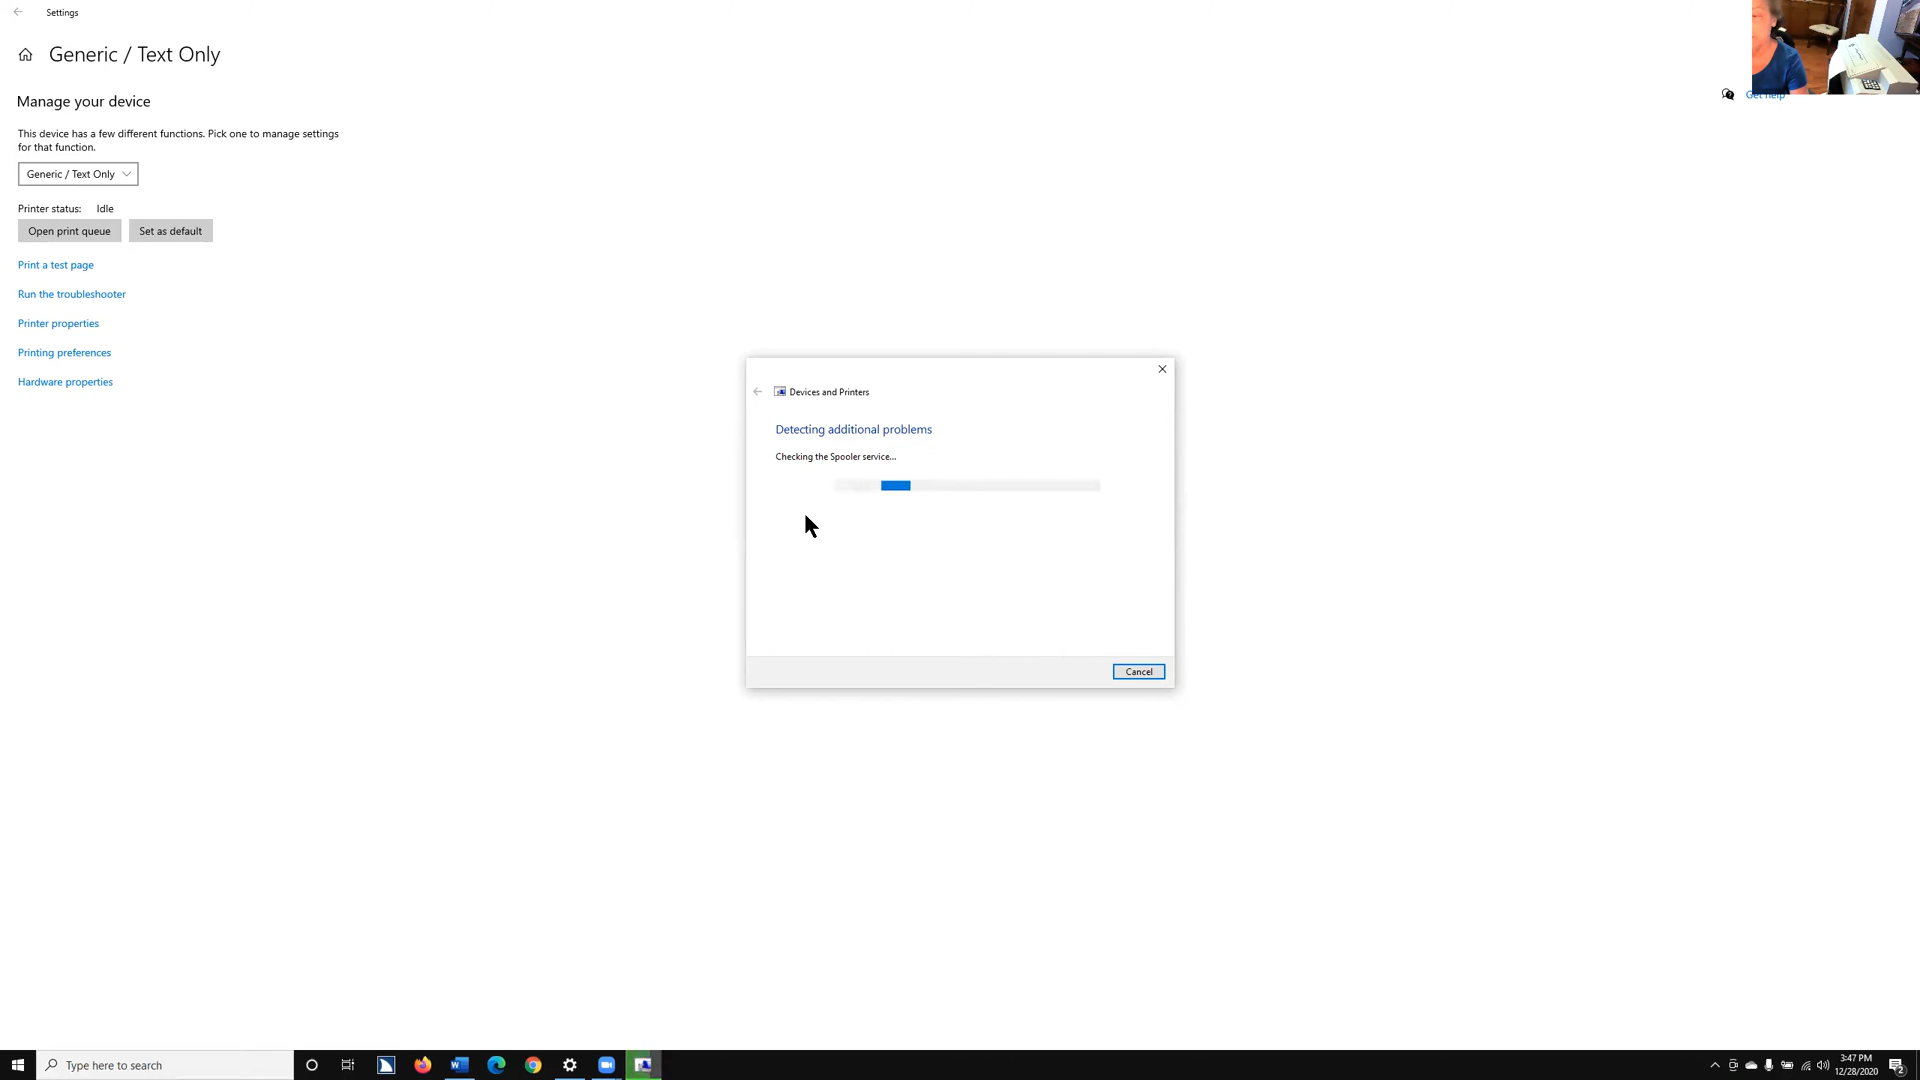 Settings
Generic / Text Only
Manage your device
Get help
This device has a few different functions. Pick one to manage settings
for that function.
Generic / Text Only
Printer status: Idle
Open print queue
Set as default
Print a test page
Run the troubleshooter
Printer properties
Printing preferences
Hardware properties
Devices and Printers
Detecting additional problems
Checking the Spooler service...
Cancel
Type here to search
3:47 PM
12/28/2020
2